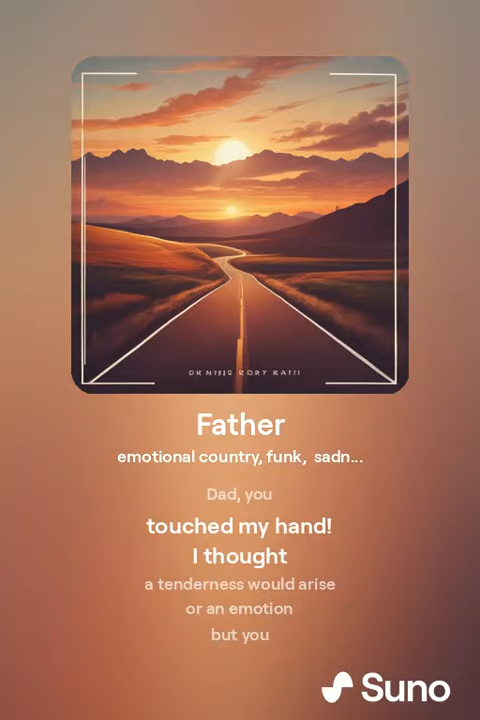 Father
emotional country, funk,  sadn...
Dad, you
touched my hand!
I thought
a tenderness would arise
or an emotion
but you
Suno